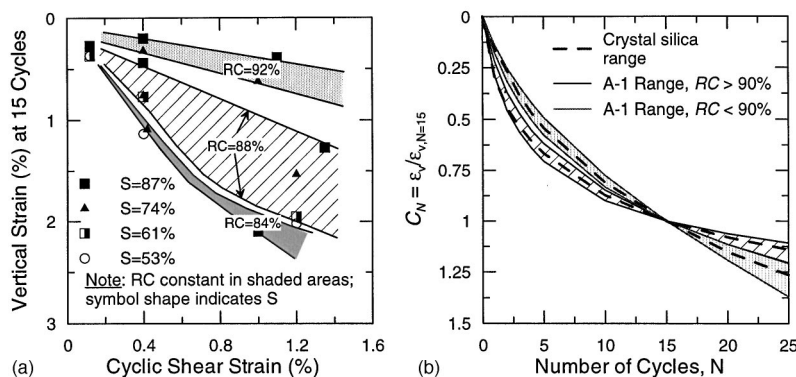 0
1
2
3
Vertical Strain (%) at 15 Cycles
RC=92%
RC=88%
RC=84%
S=87%
S=74%
S=61%
S=53%
Note: RC constant in shaded areas;
symbol shape indicates S
0.0 0.4 0.8 1.2 1.6
(a)
Cyclic Shear Strain (%)
0
0.25
0.5
0.75
1.0
1.25
1.5
C_N = ε_v/ε_v,N=15
Crystal silica
range
A-1 Range, RC > 90%
A-1 Range, RC < 90%
0 5 10 15 20 25
(b)
Number of Cycles, N